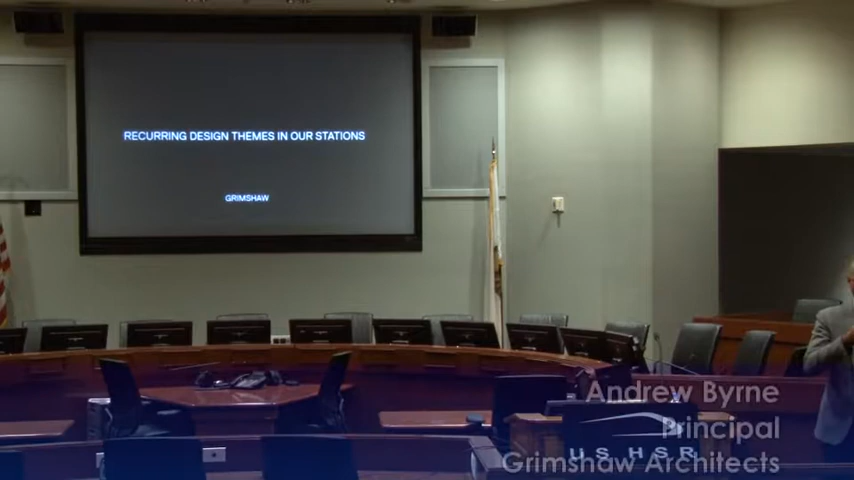 RECURRING DESIGN THEMES IN OUR STATIONS
GRIMSHAW
Andrew Byrne
Principal
Grimshaw Architects
US HSR